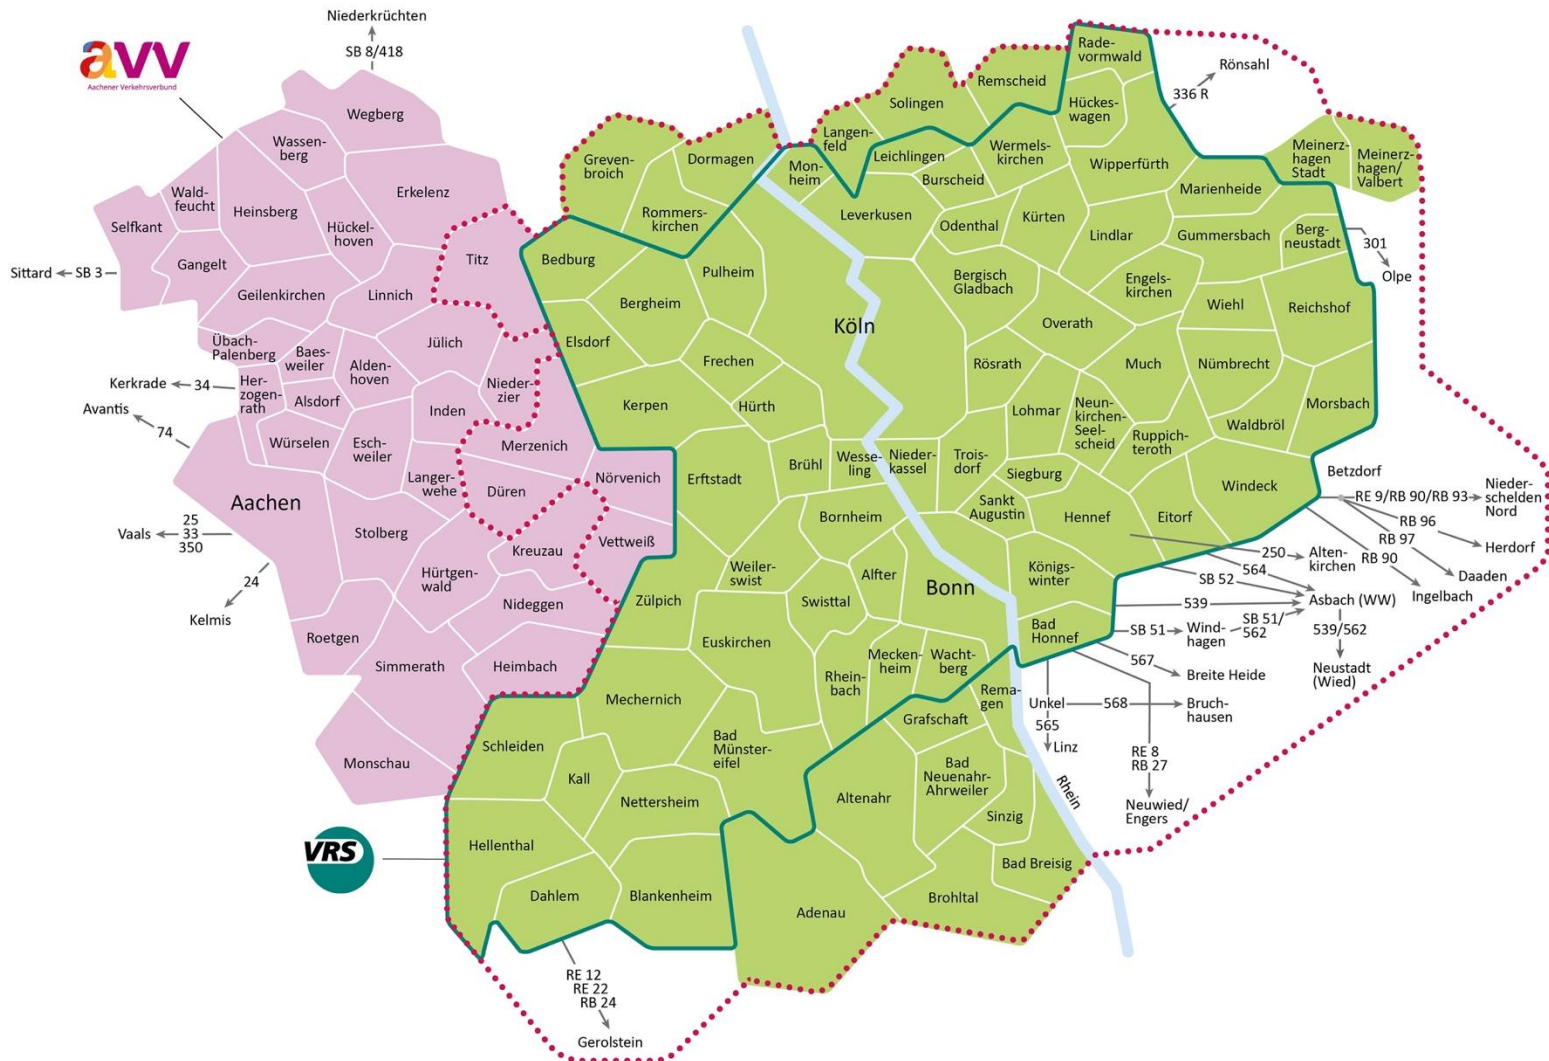 Niederkrüchten
SB 8/418
avv
Aachener Verkehrsverbund
Wegberg
Wassen-
berg
Erkelenz
Wald-
feucht
Heinsberg
Hückel-
hoven
Selfkant
Gangelt
Sittard
SB 3
Geilenkirchen
Linnich
Titz
Übach-
Palenberg
Baes-
weiler
Alden-
hoven
Jülich
Kerkrade
34
Her-
zogen-
rath
Alsdorf
Inden
Nieder-
zier
Avantis
74
Würselen
Esch-
weiler
Merzenich
Langer-
wehe
Düren
Nörvenich
Aachen
Stolberg
Vaals
25
33
350
Kreuzau
Vettweiß
Hürtgen-
wald
24
Kelmis
Nideggen
Roetgen
Simmerath
Heimbach
Monschau
Rade-
vormwald
Rönsahl
336 R
Remscheid
Solingen
Hückes-
wagen
Langen-
feld
Leichlingen
Wermels-
kirchen
Wipperfürth
Meinerz-
hagen
Stadt
Meinerz-
hagen/
Valbert
Greven-
broich
Dormagen
Mon-
heim
Burscheid
Marienheide
Rommers-
kirchen
Leverkusen
Odenthal
Kürten
Lindlar
Gummersbach
Berg-
neustadt
301
Olpe
Bedburg
Pulheim
Bergheim
Bergisch
Gladbach
Engels-
kirchen
Wiehl
Reichshof
Köln
Overath
Elsdorf
Frechen
Rösrath
Much
Nümbrecht
Kerpen
Hürth
Lohmar
Neun-
kirchen-
Seel-
scheid
Morsbach
Waldbröl
Ruppich-
teroth
Erftstadt
Brühl
Wesse-
ling
Nieder-
kassel
Trois-
dorf
Siegburg
Windeck
Betzdorf
RE 9/RB 90/RB 93
Nieder-
schelden
Nord
Sankt
Augustin
Hennef
Eitorf
RB 96
Herdorf
RB 97
Daaden
RB 90
Ingelbach
Bornheim
250
Alten-
kirchen
564
Weiler-
swist
Alfter
Bonn
Königs-
winter
SB 52
Zülpich
Swisttal
539
Asbach (WW)
Euskirchen
Bad
Honnef
SB 51
Wind-
hagen
SB 51/
562
539/562
Neustadt
(Wied)
Mecken-
heim
Wacht-
berg
567
Breite Heide
Rhein-
bach
Mechernich
Rema-
gen
Unkel
568
Bruch-
hausen
565
Linz
Grafschaft
Schleiden
Bad
Münster-
eifel
RE 8
RB 27
Neuwied/
Engers
Kall
Nettersheim
Altenahr
Bad
Neuenahr-
Ahrweiler
Rhein
Sinzig
VRS
Hellenthal
Bad Breisig
Dahlem
Blankenheim
Adenau
Brohltal
RE 12
RE 22
RB 24
Gerolstein